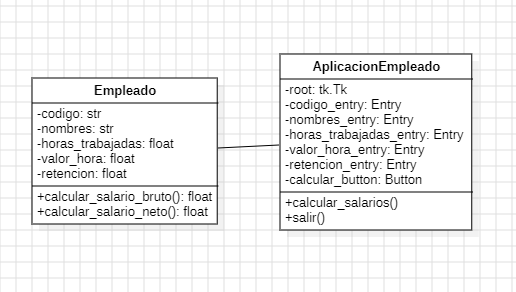 Empleado
-codigo: str
-nombres: str
-horas_trabajadas: float
-valor_hora: float
-retencion: float
+calcular_salario_bruto(): float
+calcular_salario_neto(): float
AplicacionEmpleado
-root: tk.Tk
-codigo_entry: Entry
-nombres_entry: Entry
-horas_trabajadas_entry: Entry
-valor_hora_entry: Entry
-retencion_entry: Entry
-calcular_button: Button
+calcular_salarios()
+salir()